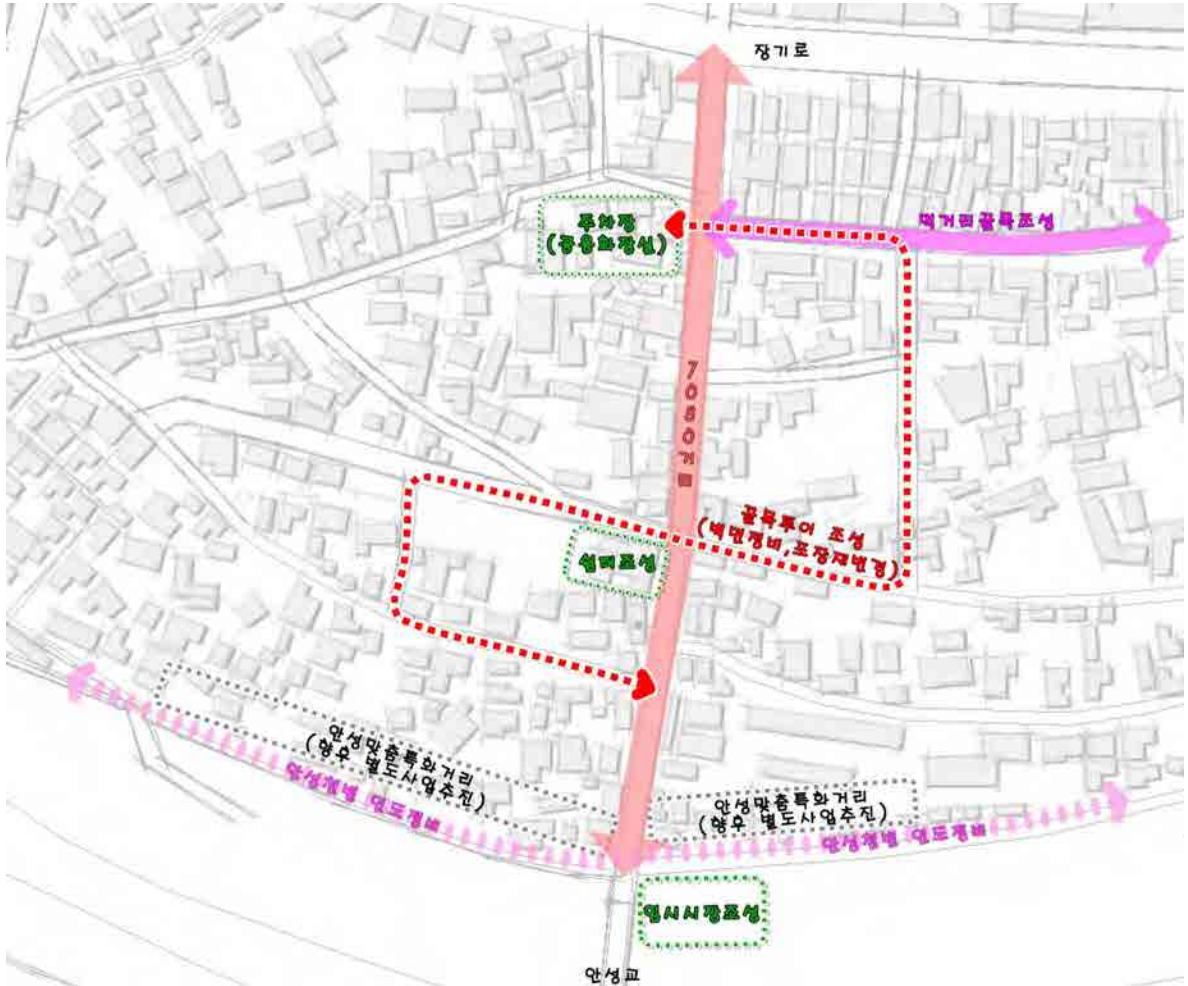 장기로
주차장
(공용화장실)
먹거리골목조성
7080거리
골목투어 조성
(벽면정비,포장재변경)
쉼터조성
안성맞춤특화거리
(향후 별도사업추진)
안성천변 인도정비
안성맞춤특화거리
(향후 별도사업추진)
안성천변 인도정비
임시시장조성
안성교